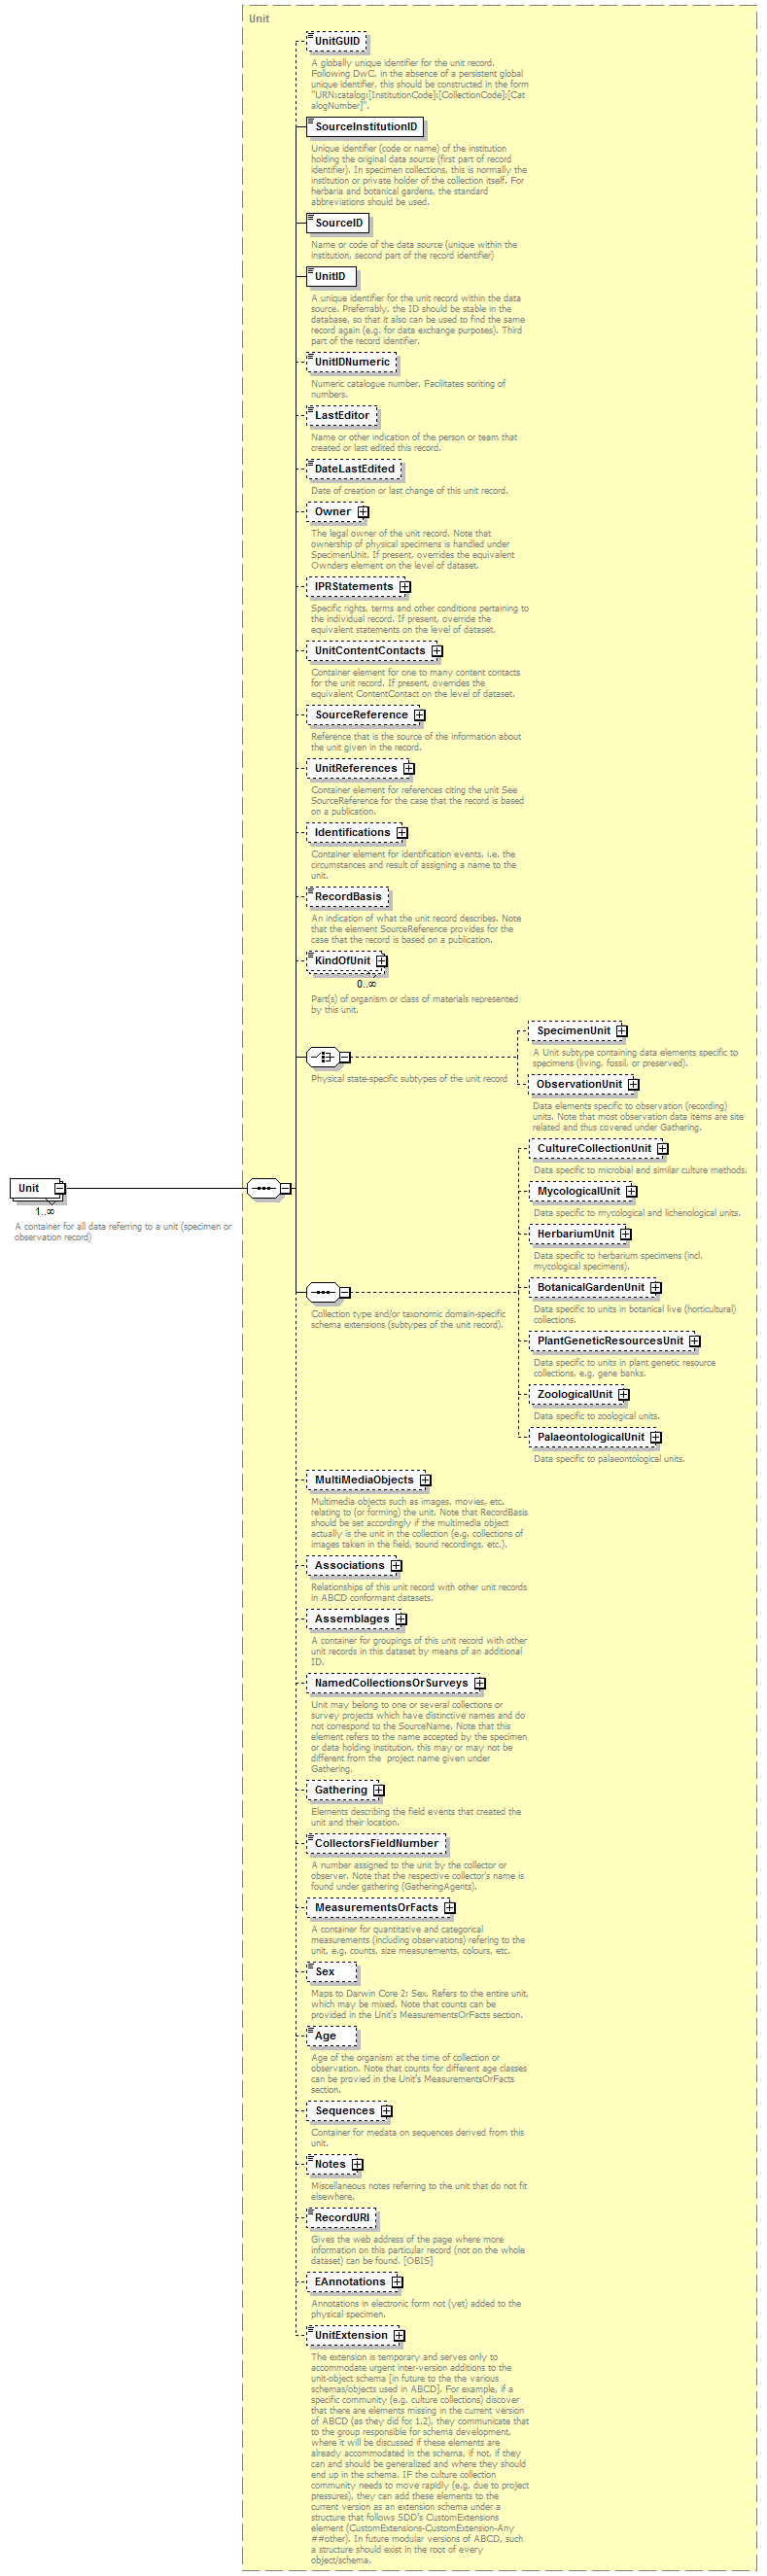 Unit
UnitGUID
A globally unique identifier for the unit record.
Following DwC, in the absence of a persistent global
unique identifier, this should be constructed in the form
"URN:catalog:[InstitutionCode]:[CollectionCode]:[Cat
alogNumber]".
SourceInstitutionID
Unique identifier (code or name) of the institution
holding the original data source (first part of record
identifier). In specimen collections, this is normally the
institution or private holder of the collection itself. For
herbaria and botanical gardens, the standard
abbreviations should be used.
SourceID
Name or code of the data source (unique within the
institution, second part of the record identifier)
UnitID
A unique identifier for the unit record within the data
source. Preferrably, the ID should be stable in the
database, so that it also can be used to find the same
record again (e.g. for data exchange purposes). Third
part of the record identifier.
UnitIDNumeric
Numeric catalogue number. Facilitates soriting of
numbers.
LastEditor
Name or other indication of the person or team that
created or last edited this record.
DateLastEdited
Date of creation or last change of this unit record.
Owner
The legal owner of the unit record. Note that
ownership of physical specimens is handled under
SpecimenUnit. If present, overrides the equivalent
Ownders element on the level of dataset.
IPRStatements
Specific rights, terms and other conditions pertaining to
the individual record. If present, override the
equivalent statements on the level of dataset.
UnitContentContacts
Container element for one to many content contacts
for the unit record. If present, overrides the
equivalent ContentContact on the level of dataset.
SourceReference
Reference that is the source of the information about
the unit given in the record.
UnitReferences
Container element for references citing the unit See
SourceReference for the case that the record is based
on a publication.
Identifications
Container element for identification events, i.e. the
circumstances and result of assigning a name to the
unit.
RecordBasis
An indication of what the unit record describes. Note
that the element SourceReference provides for the
case that the record is based on a publication.
KindOfUnit
0..∞
Part(s) of organism or class of materials represented
by this unit.
Physical state-specific subtypes of the unit record
SpecimenUnit
A Unit subtype containing data elements specific to
specimens (living, fossil, or preserved).
ObservationUnit
Data elements specific to observation (recording)
units. Note that most observation data items are site
related and thus covered under Gathering.
Unit
1..∞
A container for all data referring to a unit (specimen or
observation record)
Collection type and/or taxonomic domain-specific
schema extensions (subtypes of the unit record).
CultureCollectionUnit
Data specific to microbial and similar culture methods.
MycologicalUnit
Data specific to mycological and lichenological units.
HerbariumUnit
Data specific to herbarium specimens (incl.
mycological specimens).
BotanicalGardenUnit
Data specific to units in botanical live (horticultural)
collections.
PlantGeneticResourcesUnit
Data specific to units in plant genetic resource
collections, e.g. gene banks.
ZoologicalUnit
Data specific to zoological units.
PalaeontologicalUnit
Data specific to palaeontological units.
MultiMediaObjects
Multimedia objects such as images, movies, etc.
relating to (or forming) the unit. Note that RecordBasis
should be set accordingly if the multimedia object
actually is the unit in the collection (e.g. collections of
images taken in the field, sound recordings, etc.).
Associations
Relationships of this unit record with other unit records
in ABCD conformant datasets.
Assemblages
A container for groupings of this unit record with other
unit records in this dataset by means of an additional
ID.
NamedCollectionsOrSurveys
Unit may belong to one or several collections or
survey projects which have distinctive names and do
not correspond to the SourceName. Note that this
element refers to the name accepted by the specimen
or data holding institution, this may or may not be
different from the  project name given under
Gathering.
Gathering
Elements describing the field events that created the
unit and their location.
CollectorsFieldNumber
A number assigned to the unit by the collector or
observer. Note that the respective collector's name is
found under gathering (GatheringAgents).
MeasurementsOrFacts
A container for quantitative and categorical
measurements (including observations) refering to the
unit, e.g. counts, size measurements, colours, etc.
Sex
Maps to Darwin Core 2: Sex. Refers to the entire unit,
which may be mixed. Note that counts can be
provided in the Unit's MeasurementsOrFacts section.
Age
Age of the organism at the time of collection or
observation. Note that counts for different age classes
can be provied in the Unit's MeasurementsOrFacts
section.
Sequences
Container for medata on sequences derived from this
unit.
Notes
Miscellaneous notes referring to the unit that do not fit
elsewhere.
RecordURI
Gives the web address of the page where more
information on this particular record (not on the whole
dataset) can be found. [OBIS]
EAnnotations
Annotations in electronic form not (yet) added to the
physical specimen.
UnitExtension
The extension is temporary and serves only to
accommodate urgent inter-version additions to the
unit-object schema [in future to the the various
schemas/objects used in ABCD]. For example, if a
specific community (e.g. culture collections) discover
that there are elements missing in the current version
of ABCD (as they did for 1.2), they communicate that
to the group responsible for schema development,
where it will be discussed if these elements are
already accommodated in the schema, if not, if they
can and should be generalized and where they should
end up in the schema. IF the culture collection
community needs to move rapidly (e.g. due to project
pressures), they can add these elements to the
current version as an extension schema under a
structure that follows SDD's CustomExtensions
element (CustomExtensions-CustomExtension-Any
##other). In future modular versions of ABCD, such
a structure should exist in the root of every
object/schema.